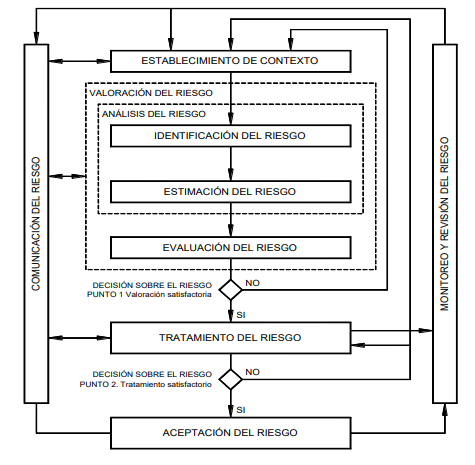 ESTABLECIMIENTO DE CONTEXTO
VALORACIÓN DEL RIESGO
ANÁLISIS DEL RIESGO
IDENTIFICACIÓN DEL RIESGO
ESTIMACIÓN DEL RIESGO
EVALUACIÓN DEL RIESGO
DECISIÓN SOBRE EL RIESGO
PUNTO 1 Valoración satisfactoria
NO
SI
TRATAMIENTO DEL RIESGO
DECISIÓN SOBRE EL RIESGO
PUNTO 2. Tratamiento satisfactorio
NO
SI
ACEPTACIÓN DEL RIESGO
COMUNICACIÓN DEL RIESGO
MONITOREO Y REVISIÓN DEL RIESGO